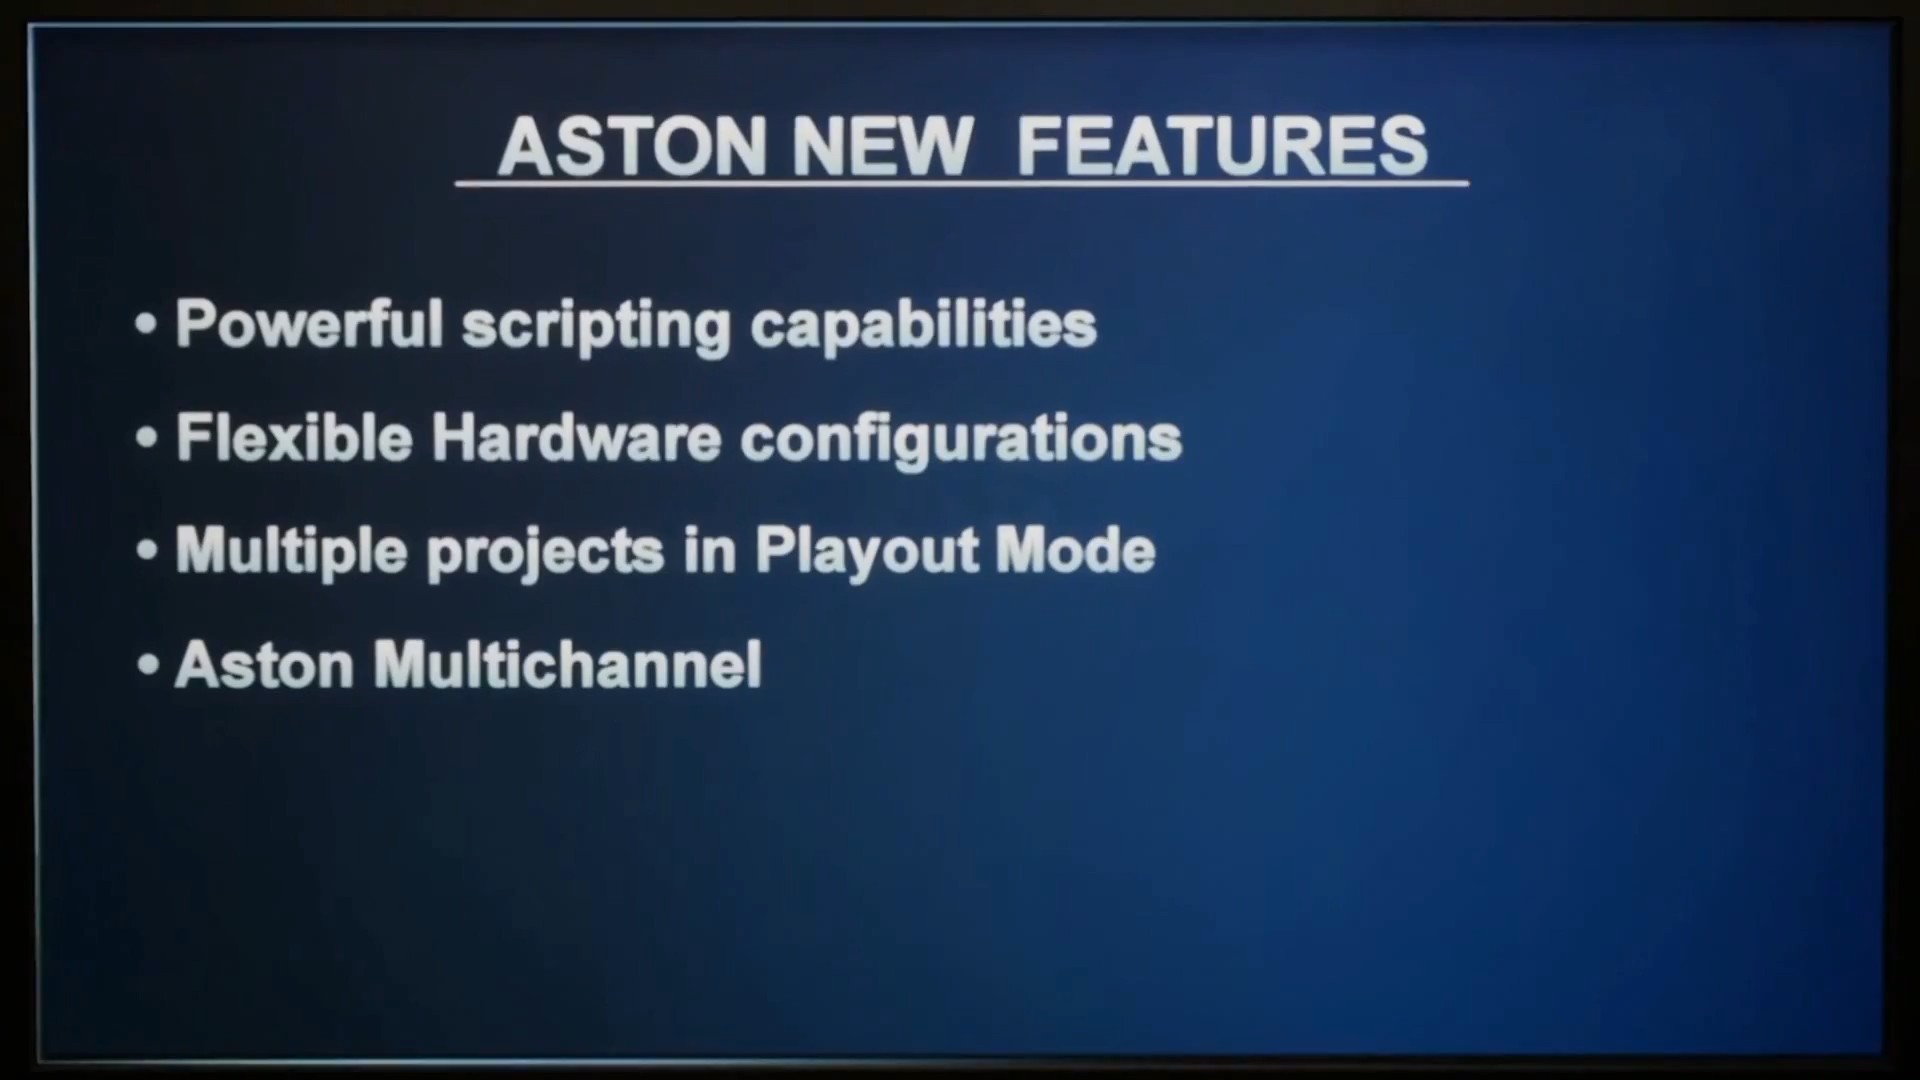 ASTON NEW FEATURES
• Powerful scripting capabilities
• Flexible Hardware configurations
• Multiple projects in Playout Mode
• Aston Multichannel